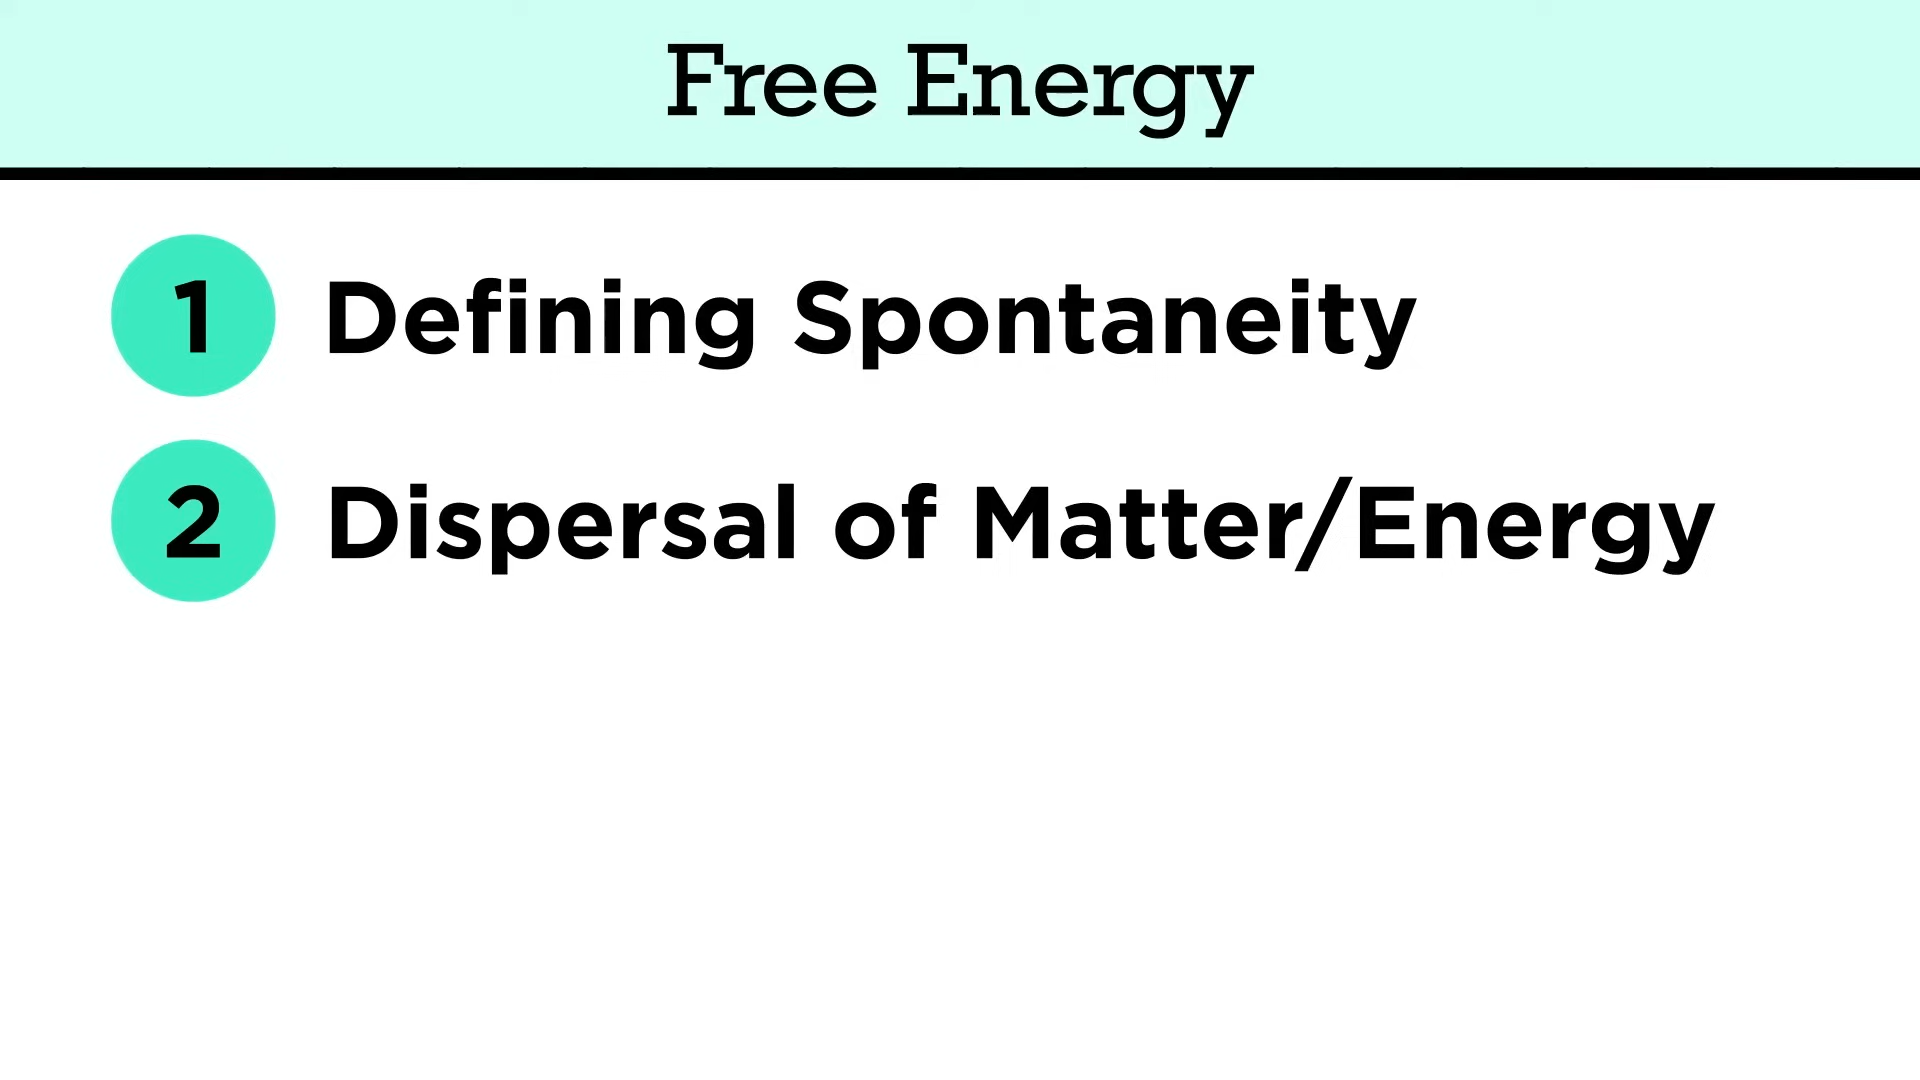 Free Energy
1 Defining Spontaneity
2 Dispersal of Matter/Energy